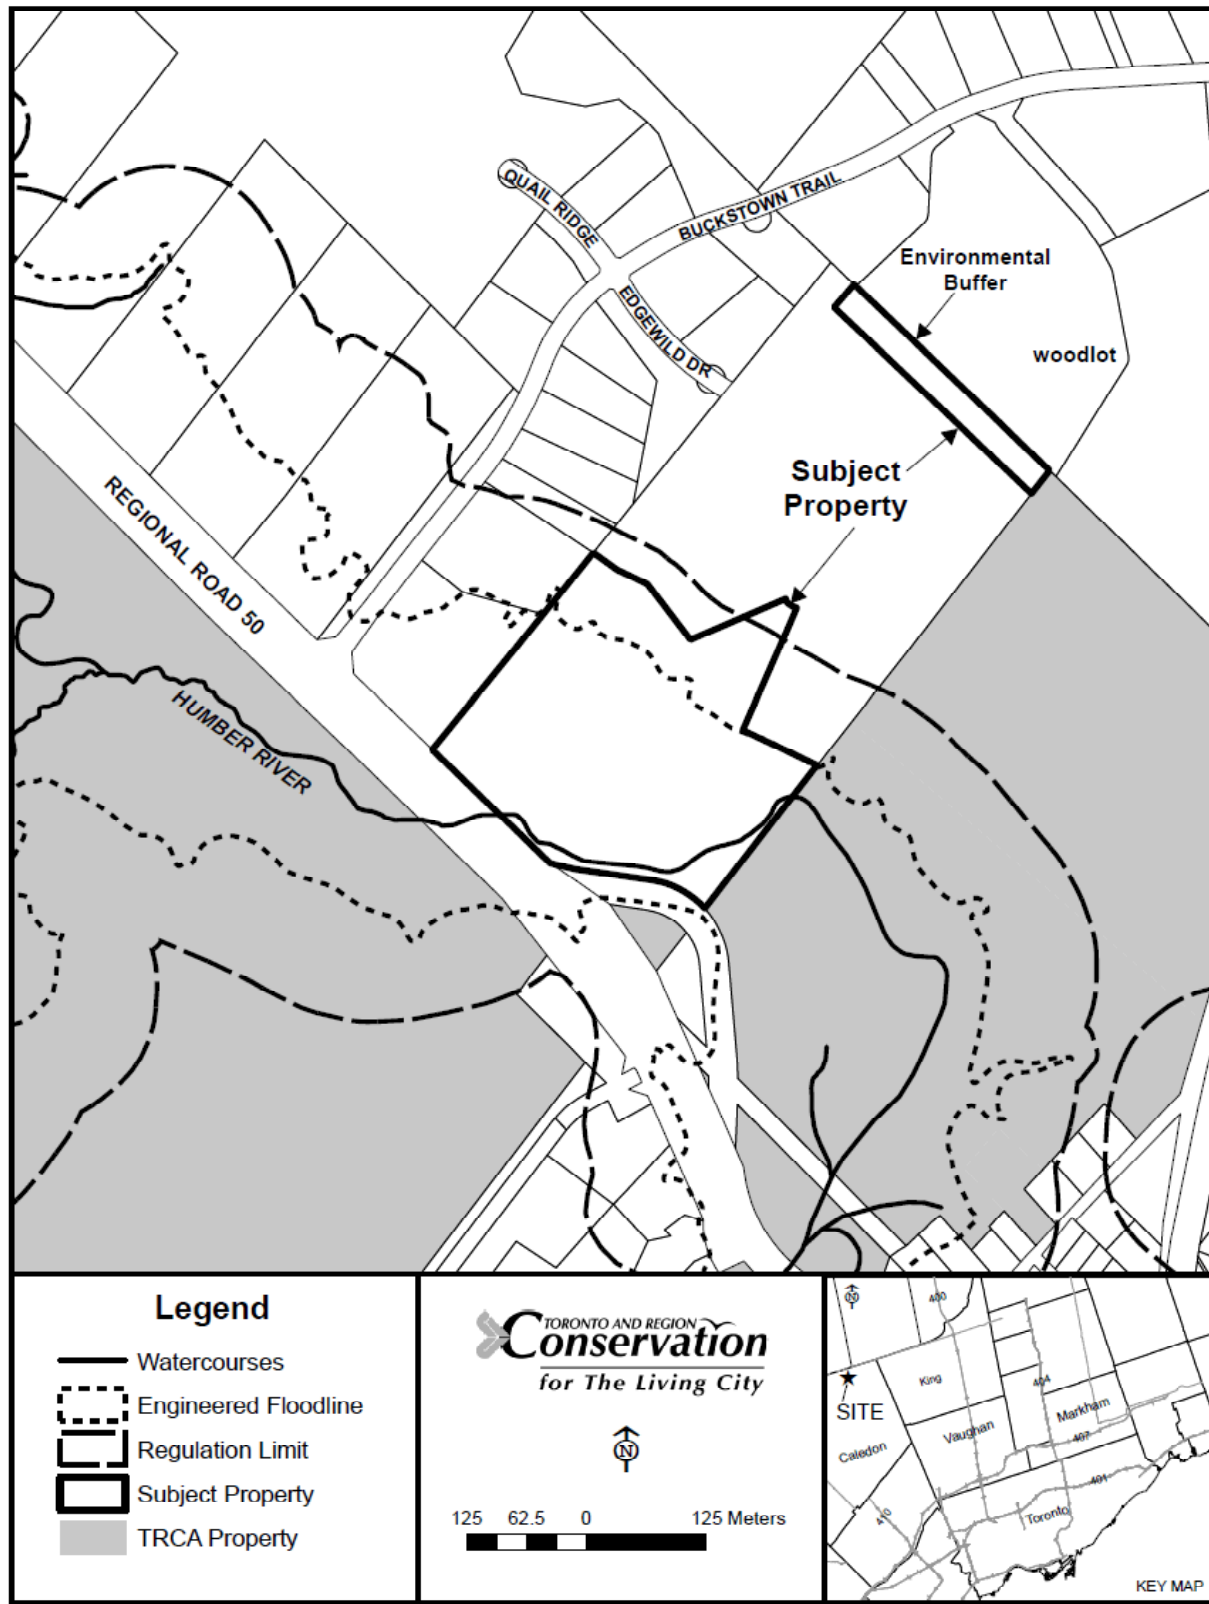 QUAIL RIDGE
BUCKSTOWN TRAIL
EDGEWILD DR
Environmental
Buffer
woodlot
Subject
Property
REGIONAL ROAD 50
HUMBER RIVER
Legend
Watercourses
Engineered Floodline
Regulation Limit
Subject Property
TRCA Property
TORONTO AND REGION
Conservation
for The Living City
N
125 62.5 0 125 Meters
N
400
King
404
SITE
Markham
Vaughan
407
Caledon
401
410
Toronto
KEY MAP